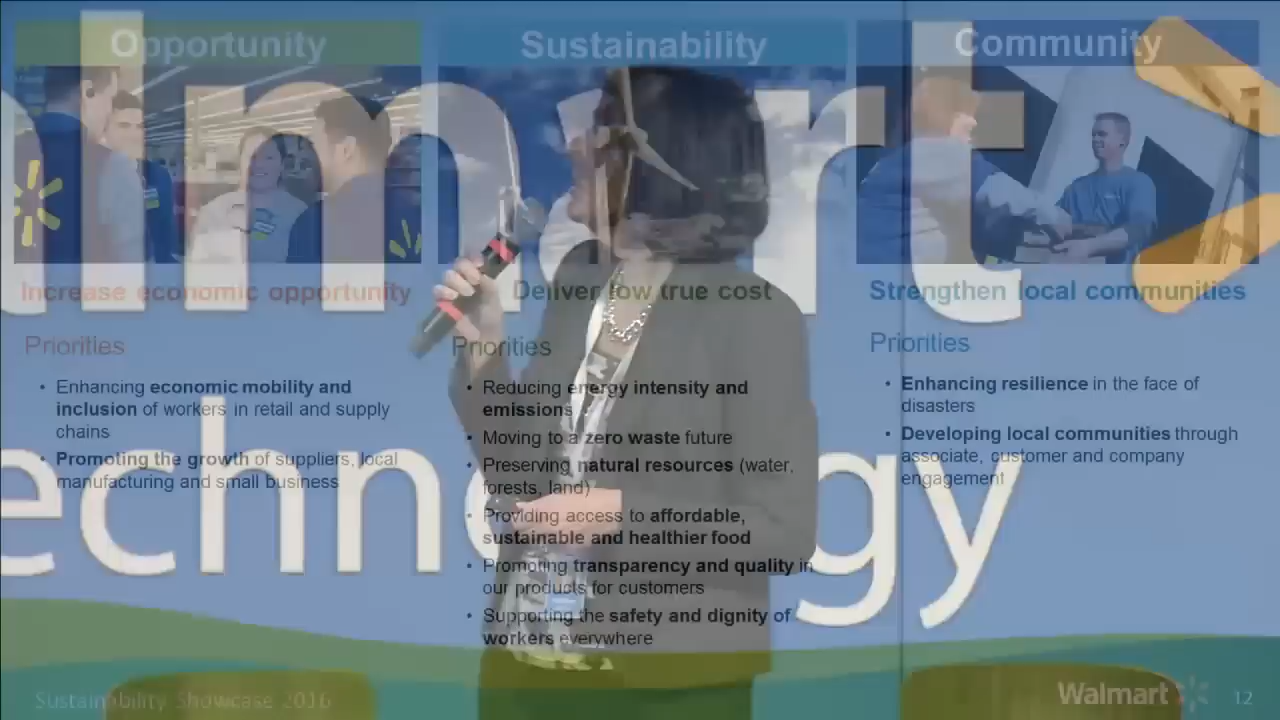 Opportunity
Sustainability
Community
lmart
echno gy
Increase economic opportunity
Deliver low true cost
Strengthen local communities
Priorities
• Enhancing economic mobility and
inclusion of workers in retail and supply
chains
• Promoting the growth of suppliers, local
manufacturing and small business
Priorities
• Reducing energy intensity and
emissions
• Moving to a zero waste future
• Preserving natural resources (water,
forests, land)
• Providing access to affordable,
sustainable and healthier food
• Promoting transparency and quality in
our products for customers
• Supporting the safety and dignity of
workers everywhere
Priorities
• Enhancing resilience in the face of
disasters
• Developing local communities through
associate, customer and company
engagement
Sustainability Showcase 2016
Walmart
12